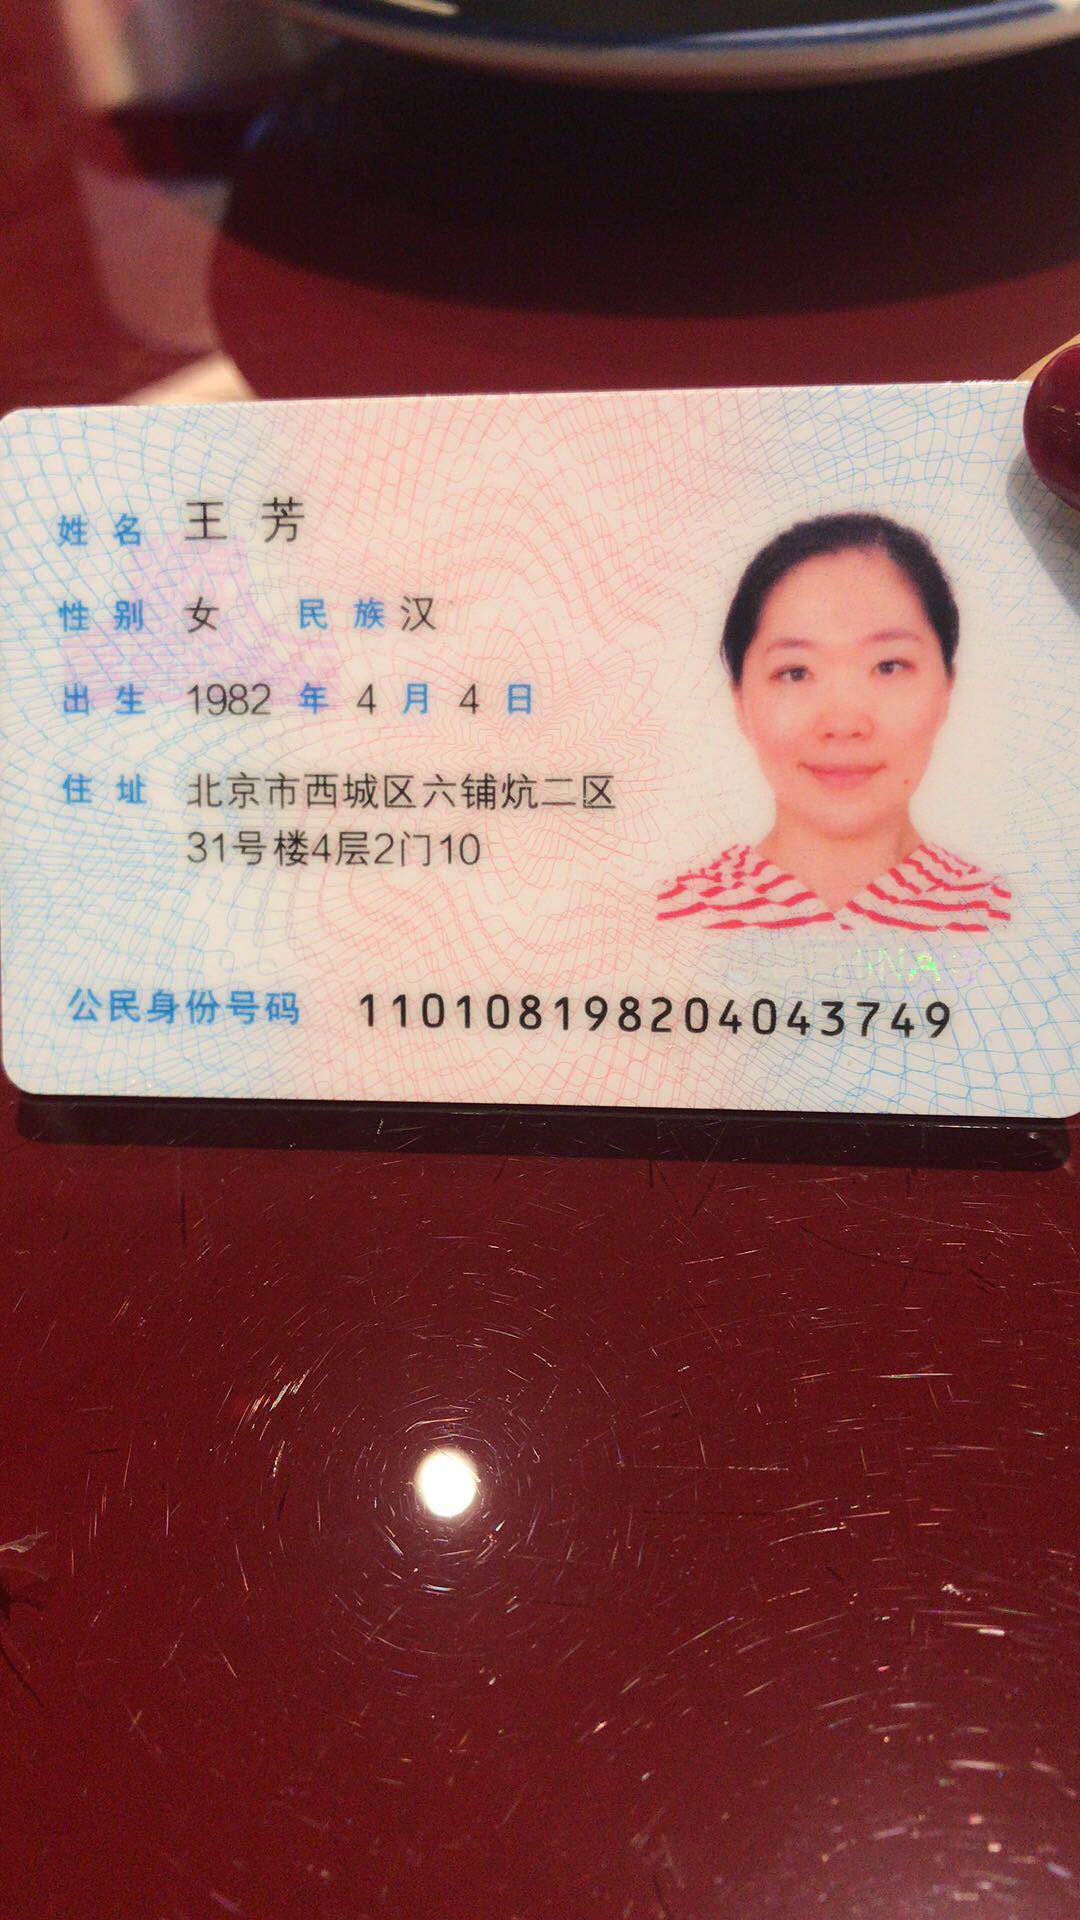 姓名 王芳
性别 女 民族 汉
出生 1982 年 4 月 4 日
住址 北京市西城区六铺炕二区
31号楼4层2门10
公民身份号码 110108198204043749